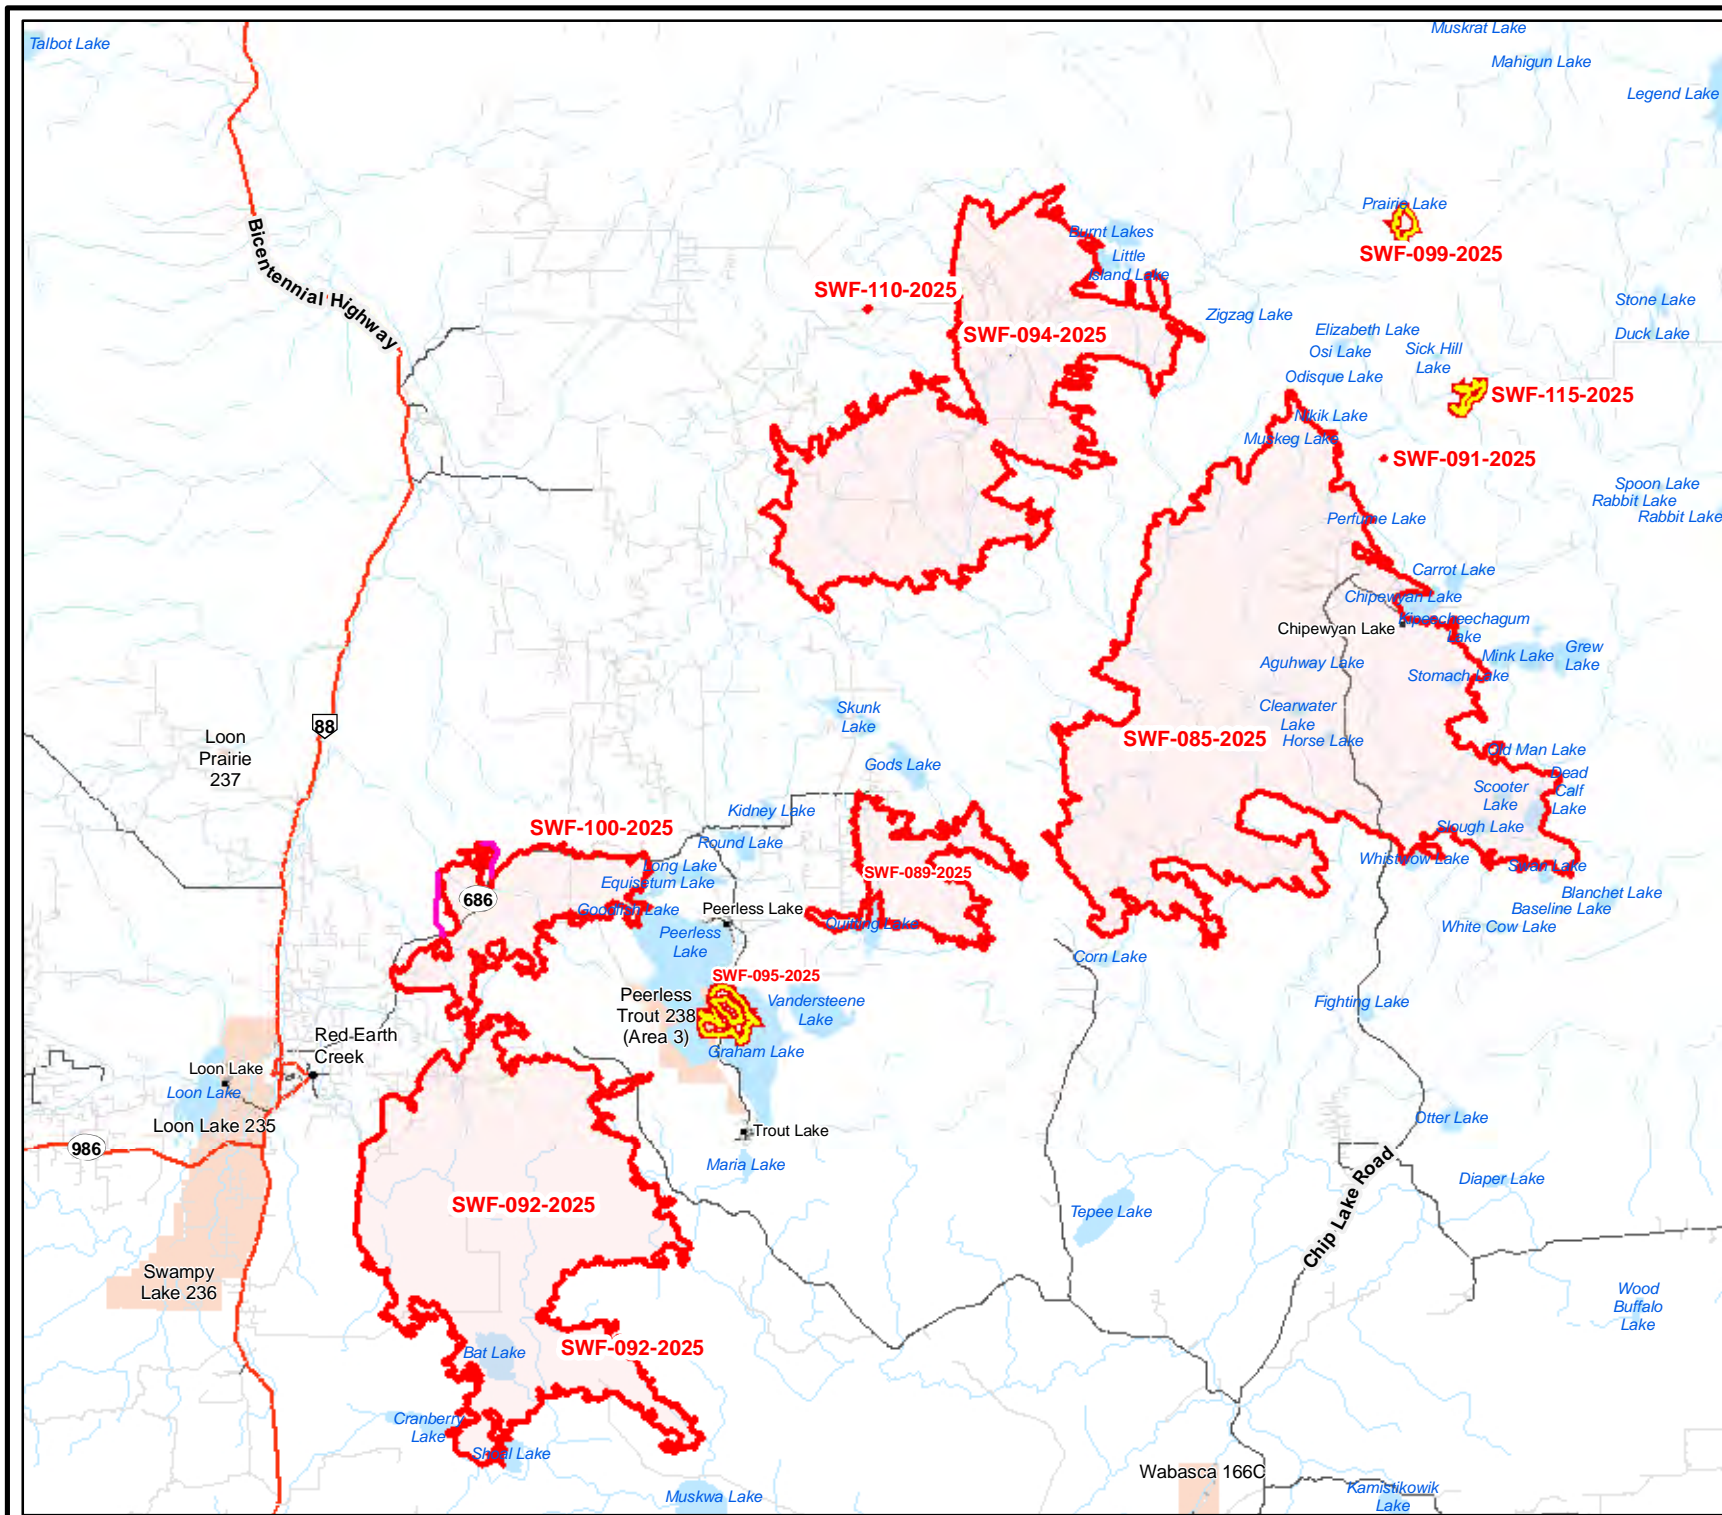 Talbot Lake
Muskrat Lake
Mahigun Lake
Legend Lake
Prairie Lake
SWF-099-2025
Bicentennial Highway
Burnt Lakes
Little
Island Lake
SWF-110-2025
SWF-094-2025
Zigzag Lake
Stone Lake
Duck Lake
Elizabeth Lake
Osi Lake
Sick Hill
Lake
Odisque Lake
SWF-115-2025
Nikik Lake
Muskeg Lake
SWF-091-2025
Spoon Lake
Rabbit Lake
Rabbit Lake
Perfume Lake
Carrot Lake
Chipewyan Lake
Kipeecheechagum
Lake
Chipewyan Lake
Mink Lake
Grew
Lake
Aguhway Lake
Stomach Lake
Clearwater
Lake
Horse Lake
SWF-085-2025
Skunk
Lake
Gods Lake
88
Loon
Prairie
237
Old Man Lake
Dead
Calf
Lake
Scooter
Lake
Slough Lake
Kidney Lake
Round Lake
SWF-100-2025
Long Lake
Equisetum Lake
SWF-089-2025
Whistwow Lake
Swan Lake
Blanchet Lake
Baseline Lake
White Cow Lake
686
Goodfish Lake
Peerless Lake
Peerless
Lake
Quitting Lake
Corn Lake
SWF-095-2025
Peerless
Trout 238
(Area 3)
Vandersteene
Lake
Fighting Lake
Graham Lake
Red Earth
Creek
Loon Lake
Loon Lake
Loon Lake 235
986
Trout Lake
Maria Lake
Otter Lake
Diaper Lake
Chip Lake Road
SWF-092-2025
Tepee Lake
Swampy
Lake 236
Wood
Buffalo
Lake
Bat Lake
SWF-092-2025
Cranberry
Lake
Shoal Lake
Muskwa Lake
Wabasca 166C
Kamistikowik
Lake